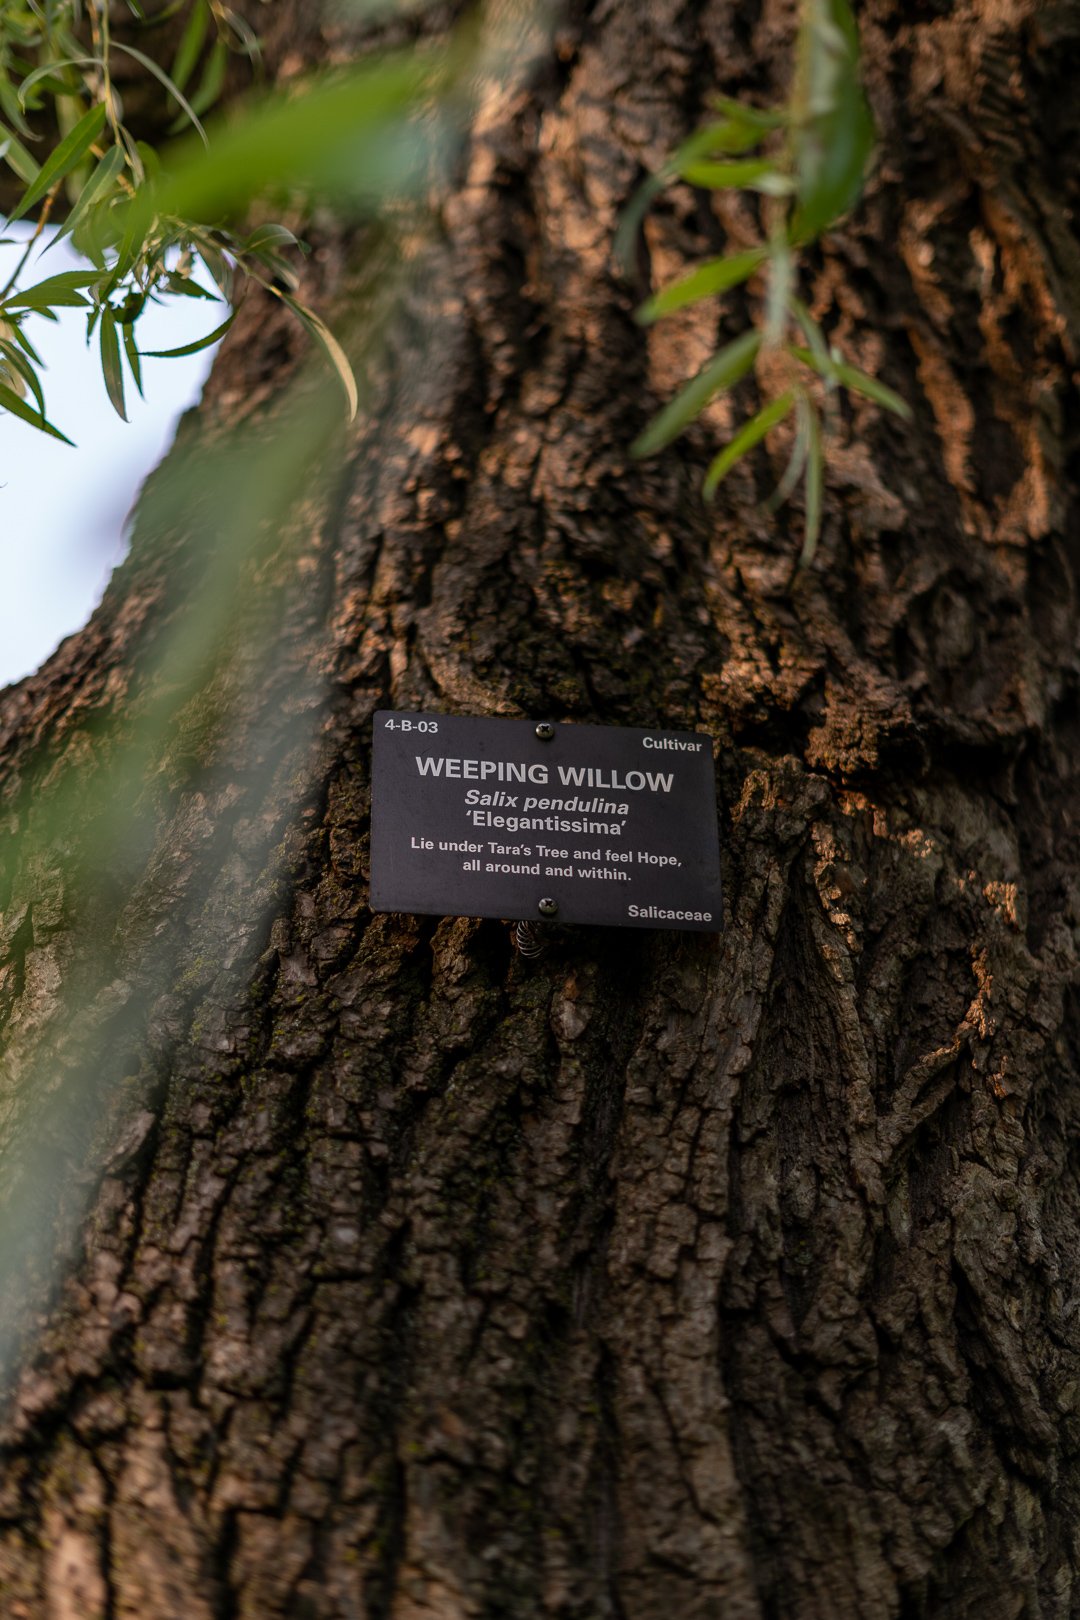 4-B-03
Cultivar
WEEPING WILLOW
Salix pendulina
‘Elegantissima’
Lie under Tara's Tree and feel Hope,
all around and within.
Salicaceae